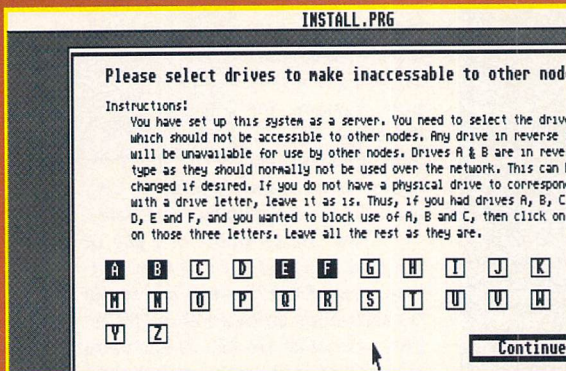 INSTALL.PRG
Please select drives to make inaccessable to other nod
Instructions:
You have set up this system as a server. You need to select the drive
which should not be accessible to other nodes. Any drive in reverse
will be unavailable for use by other nodes. Drives A & B are in reve
type as they should normally not be used over the network. This can
changed if desired. If you do not have a physical drive to correspon
with a drive letter, leave it as is. Thus, if you had drives A, B, C
D, E and F, and you wanted to block use of A, B and C, then click on
on those three letters. Leave all the rest as they are.
A B C D E F G H I J K
M N O P Q R S T U V W
Y Z
Continue